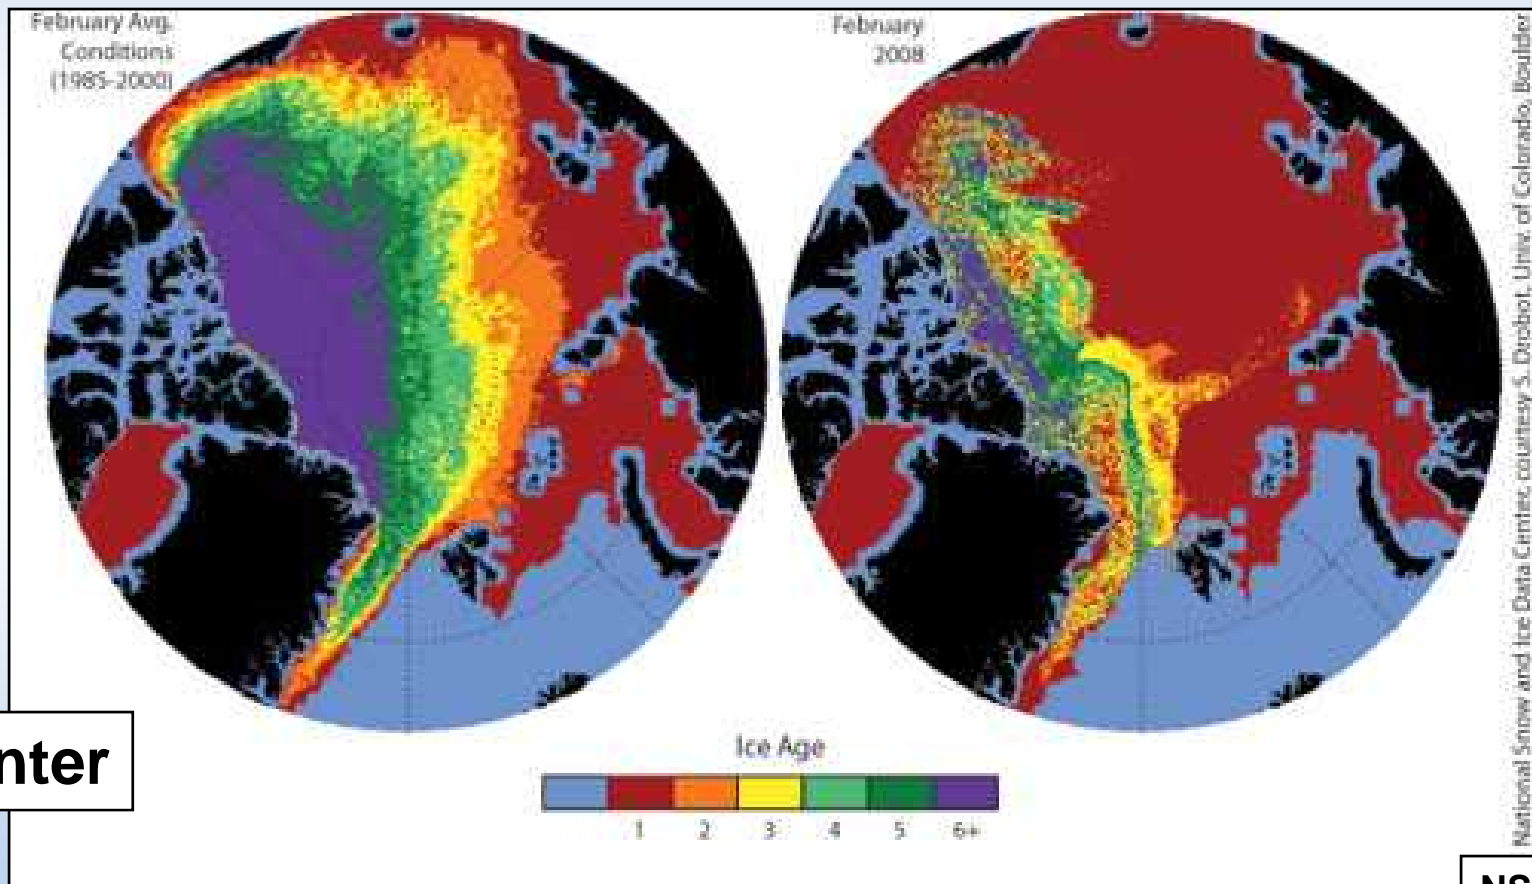 February Avg.
Conditions
(1985-2000)
February
2008
National Snow and Ice Data Center, courtesy S. Drobot, Univ. of Colorado, Boulder
nter
Ice Age
1 2 3 4 5 6+
NS